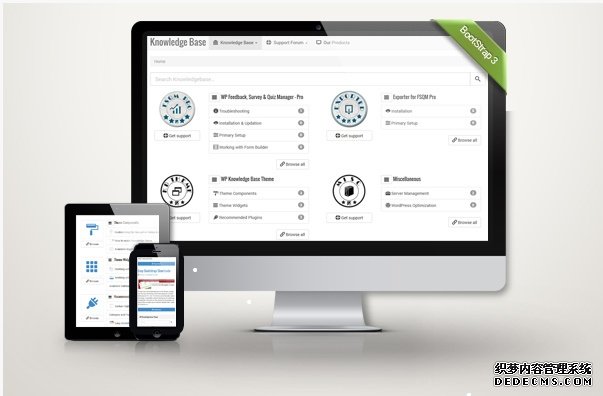 BootStrap 3
Knowledge Base
Knowledge Base
Support Forum
Our Products
Home
Search Knowledgebase...
WP Feedback, Survey & Quiz Manager - Pro
Troubleshooting
Installation & Updation
Primary Setup
Working with Form Builder
Get support
Browse all
Exporter for FSQM Pro
Installation
Primary Setup
Get support
Browse all
WP Knowledge Base Theme
Theme Components
Theme Widgets
Recommended Plugins
Get support
Browse all
Miscellaneous
Server Management
WordPress Optimization
Get support
Browse all
织梦内容管理系统
DEDECMS.COM